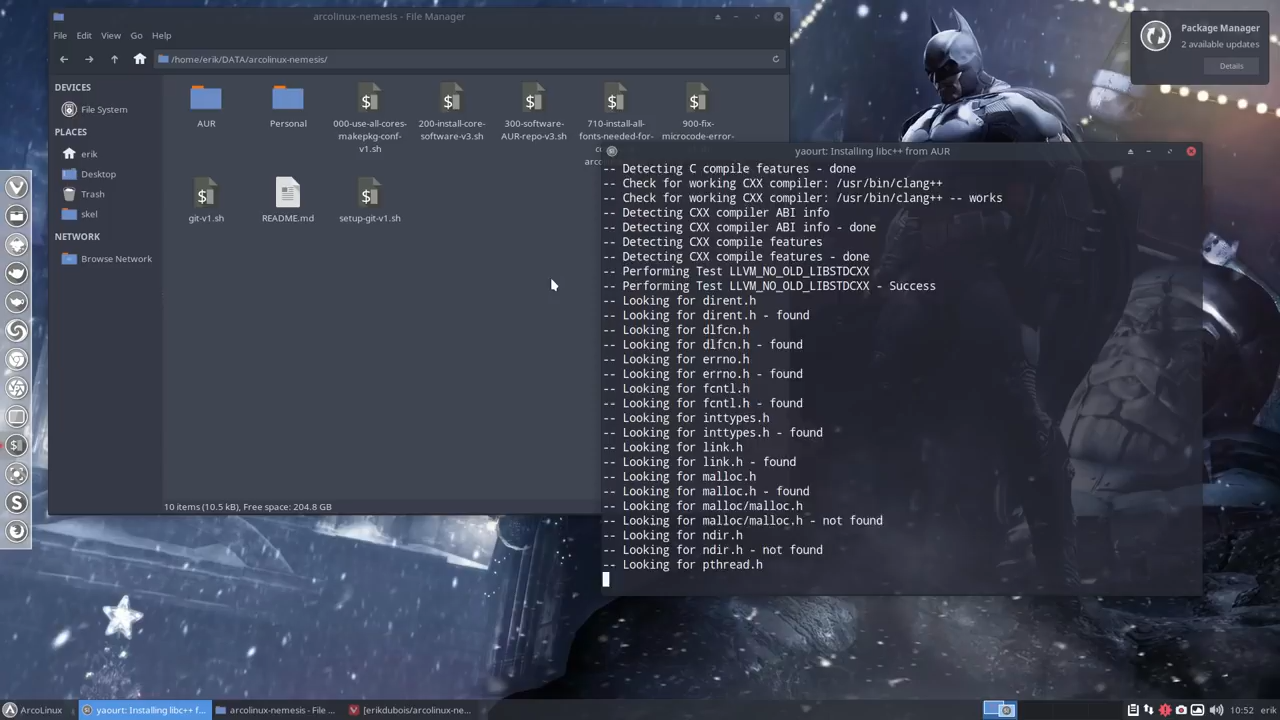 arcolinux-nemesis - File Manager
File Edit View Go Help
/home/erik/DATA/arcolinux-nemesis/
DEVICES
File System
PLACES
erik
Desktop
Trash
skel
NETWORK
Browse Network
AUR
Personal
000-use-all-cores-
makepkg-conf-
v1.sh
200-install-core-
software-v3.sh
300-software-
AUR-repo-v3.sh
710-install-all-
fonts-needed-for-
900-fix-
microcode-error-
git-v1.sh
README.md
setup-git-v1.sh
10 items (10.5 kB), Free space: 204.8 GB
Package Manager
2 available updates
Details
yaourt: Installing libc++ from AUR
-- Detecting C compile features - done
-- Check for working CXX compiler: /usr/bin/clang++
-- Check for working CXX compiler: /usr/bin/clang++ -- works
-- Detecting CXX compiler ABI info
-- Detecting CXX compiler ABI info - done
-- Detecting CXX compile features
-- Detecting CXX compile features - done
-- Performing Test LLVM_NO_OLD_LIBSTDCXX
-- Performing Test LLVM_NO_OLD_LIBSTDCXX - Success
-- Looking for dirent.h
-- Looking for dirent.h - found
-- Looking for dlfcn.h
-- Looking for dlfcn.h - found
-- Looking for errno.h
-- Looking for errno.h - found
-- Looking for fcntl.h
-- Looking for fcntl.h - found
-- Looking for inttypes.h
-- Looking for inttypes.h - found
-- Looking for link.h
-- Looking for link.h - found
-- Looking for malloc.h
-- Looking for malloc.h - found
-- Looking for malloc/malloc.h
-- Looking for malloc/malloc.h - not found
-- Looking for ndir.h
-- Looking for ndir.h - not found
-- Looking for pthread.h
ArcoLinux
yaourt: Installing libc++ f...
arcolinux-nemesis - File ...
[erikdubois/arcolinux-ne...
10:52 erik